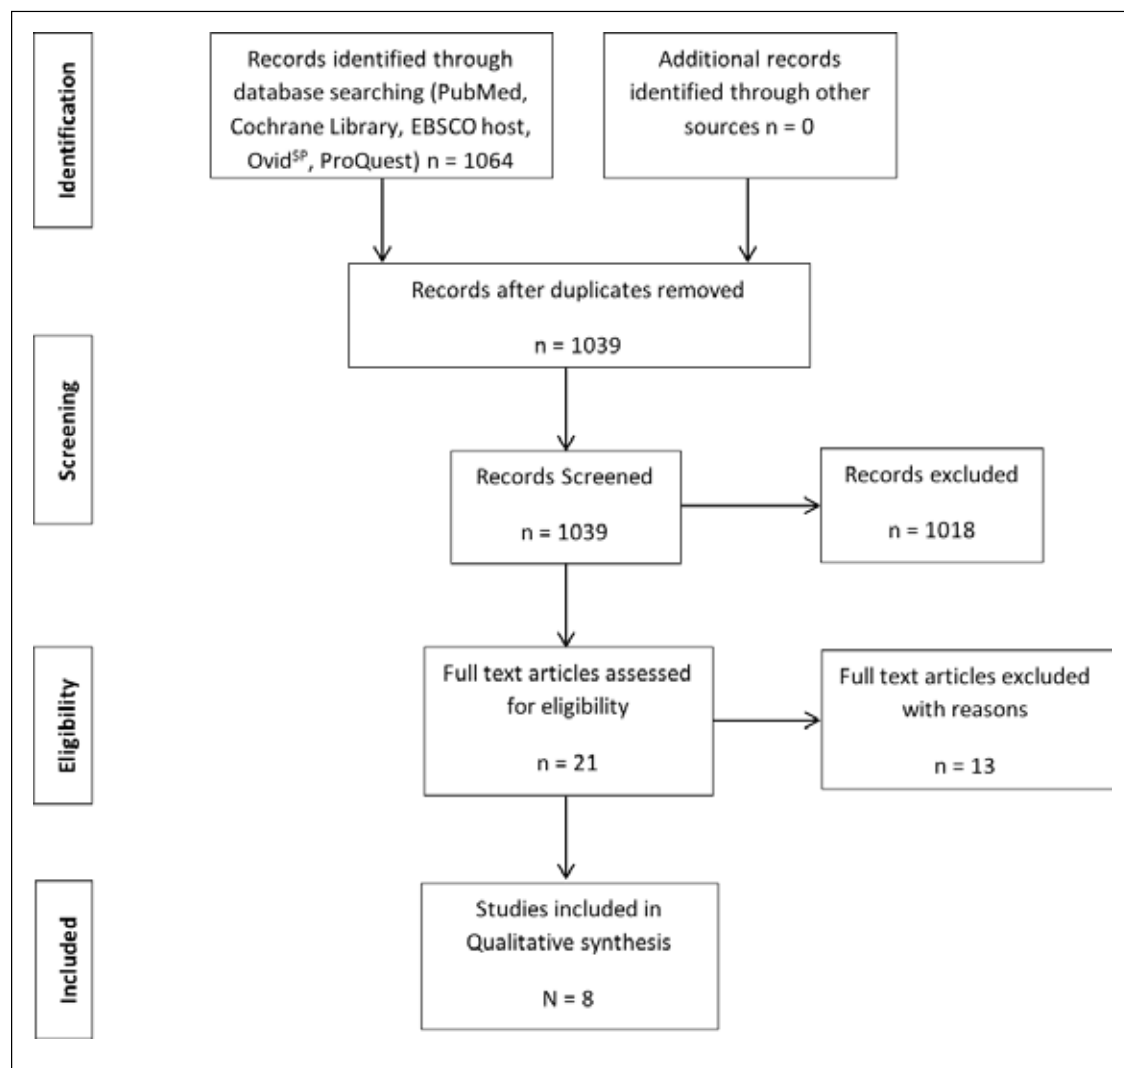 Identification
Records identified through
database searching (PubMed,
Cochrane Library, EBSCO host,
Ovid^SP, ProQuest) n = 1064
Additional records
identified through other
sources n = 0
Records after duplicates removed
n = 1039
Screening
Records Screened
n = 1039
Records excluded
n = 1018
Eligibility
Full text articles assessed
for eligibility
n = 21
Full text articles excluded
with reasons
n = 13
Included
Studies included in
Qualitative synthesis
N = 8